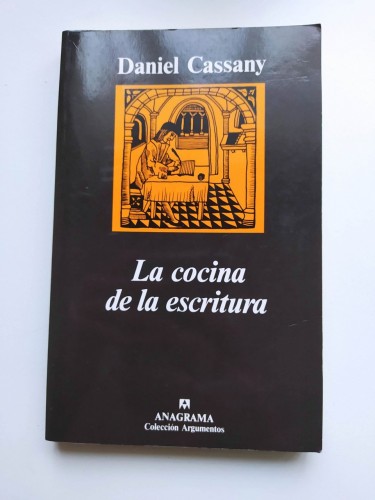 Daniel Cassany
La cocina
de la escritura
ANAGRAMA
Colección Argumentos